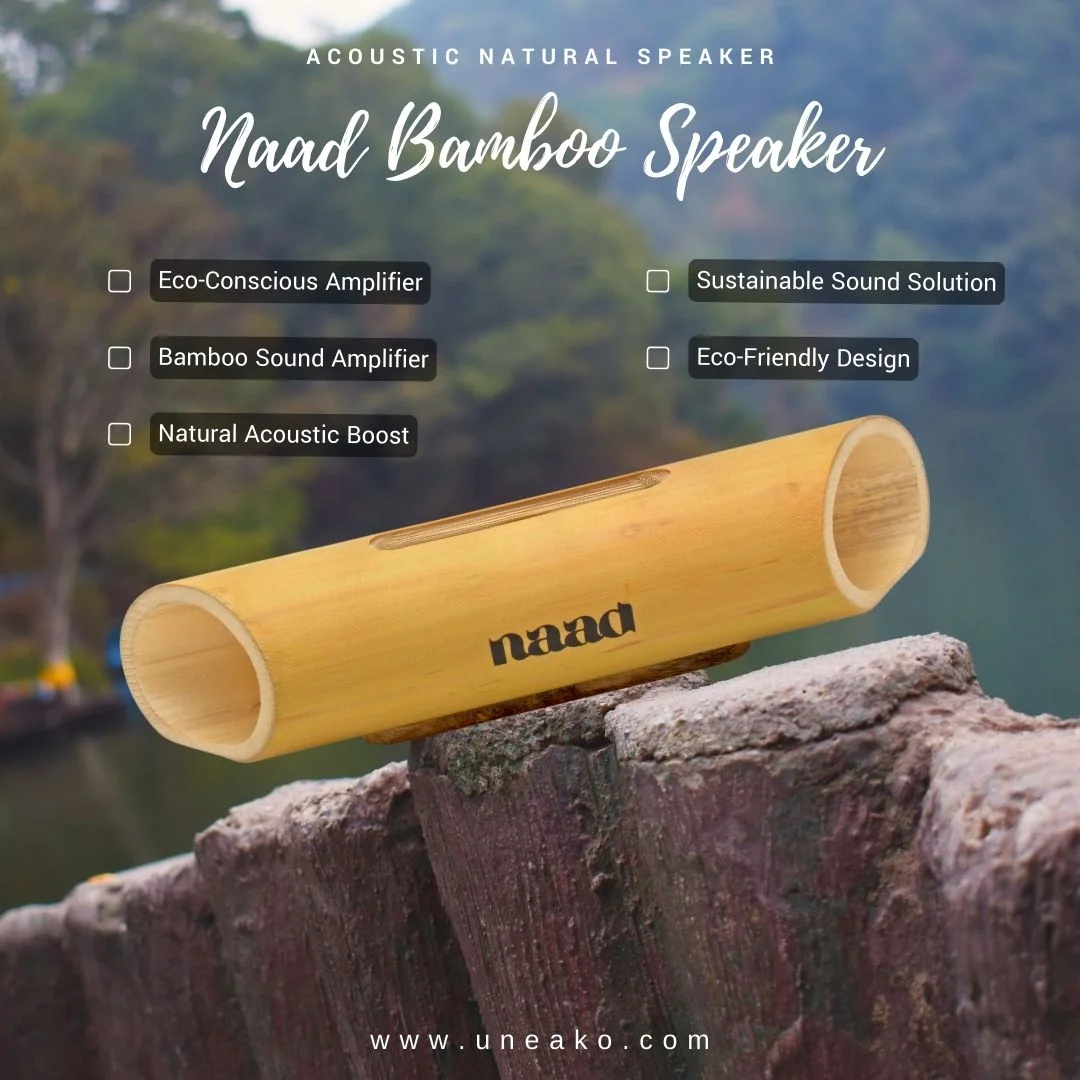 ACOUSTIC NATURAL SPEAKER
Naad Bamboo Speaker
Eco-Conscious Amplifier
Sustainable Sound Solution
Bamboo Sound Amplifier
Eco-Friendly Design
Natural Acoustic Boost
naad
www.uneako.com